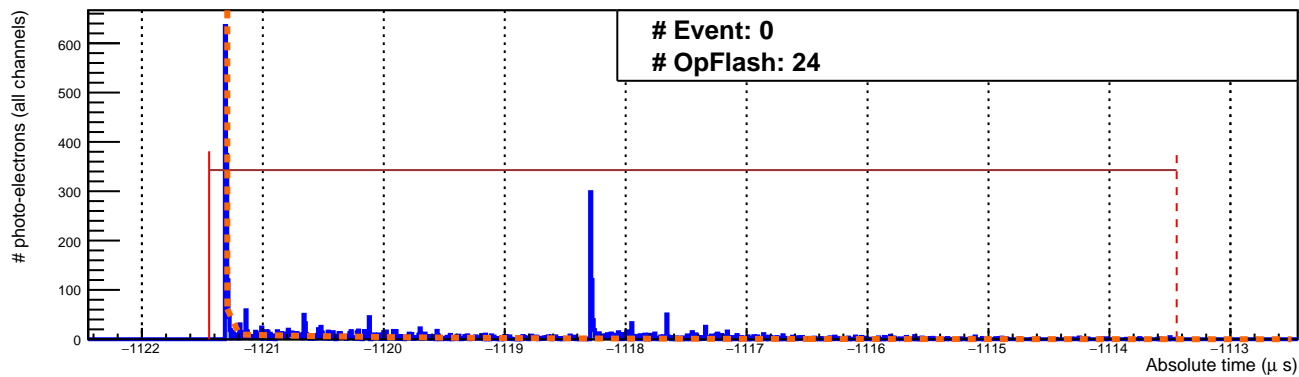 # Event: 0
# OpFlash: 24
# photo-electrons (all channels)
600
500
400
300
200
100
0
−1122 −1121 −1120 −1119 −1118 −1117 −1116 −1115 −1114 −1113
Absolute time (μ s)